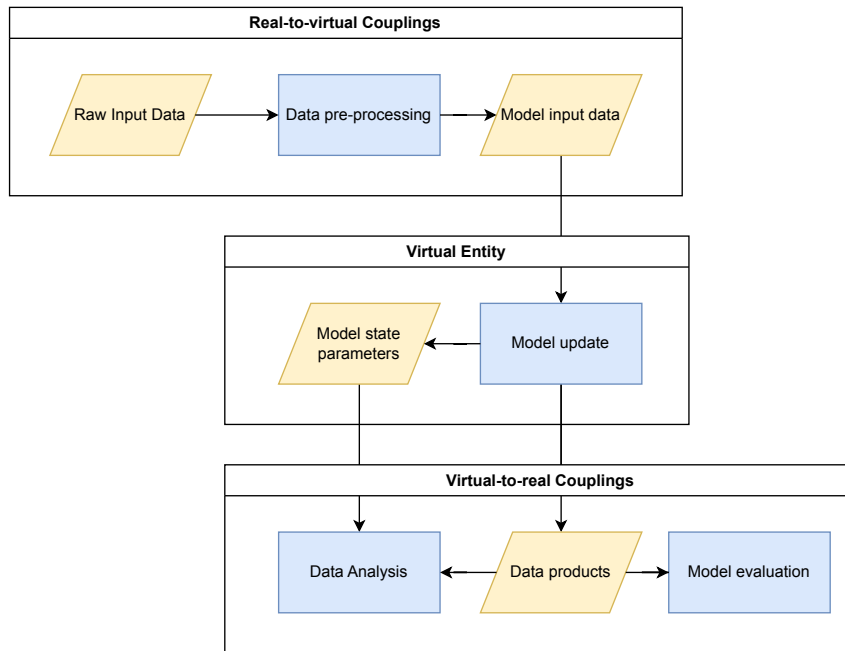 Real-to-virtual Couplings
Raw Input Data
Data pre-processing
Model input data
Virtual Entity
Model state
parameters
Model update
Virtual-to-real Couplings
Data Analysis
Data products
Model evaluation